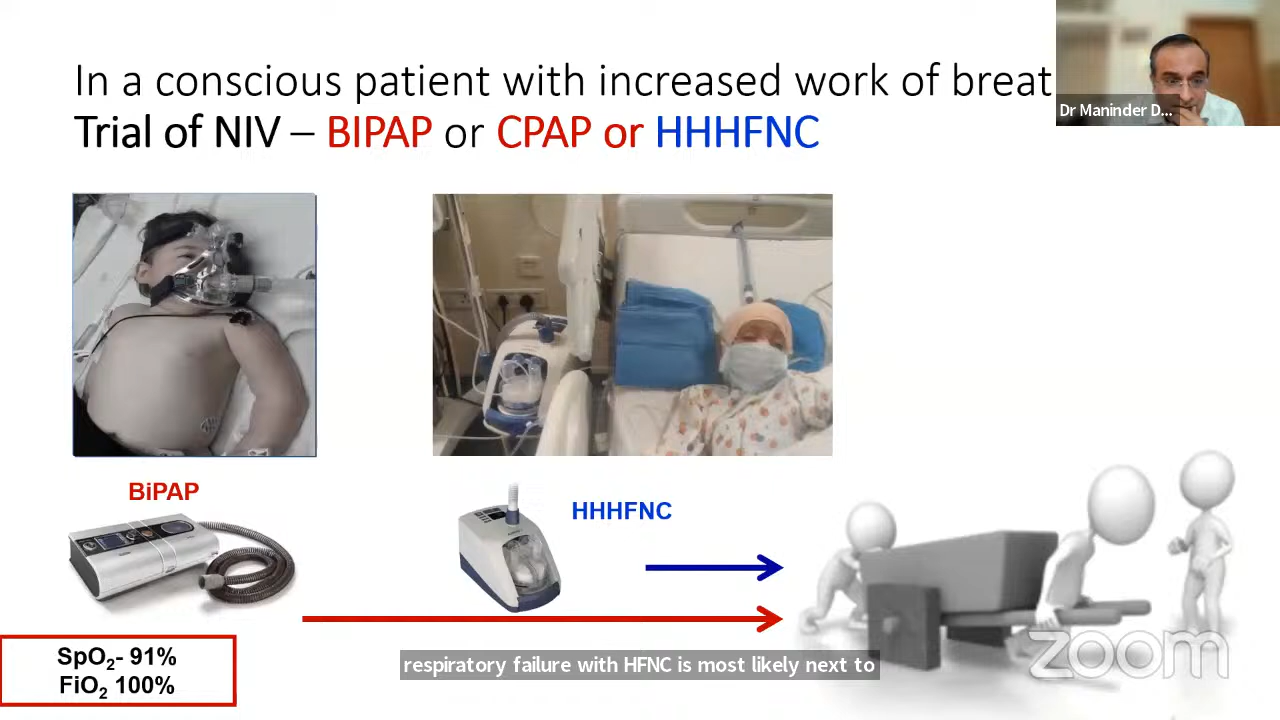 In a conscious patient with increased work of breat
Trial of NIV – BIPAP or CPAP or HHHFNC
Dr Maninder D...
BiPAP
HHHFNC
SpO2- 91%
FiO2 100%
respiratory failure with HFNC is most likely next to
zoom